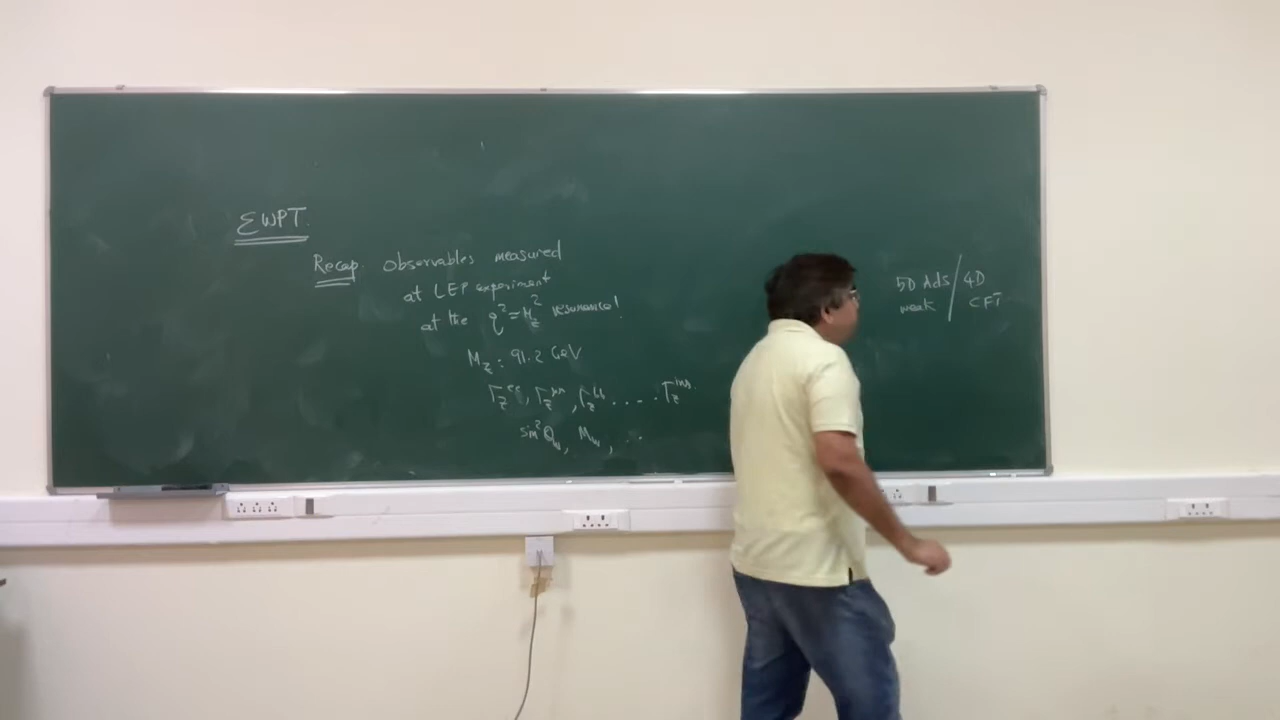 EWPT.
Recap. Observables measured
at LEP experiment
at the q² = M_Z² resonance!
M_Z : 91.2 GeV
Γ_Z^{ee}, Γ_Z^{μμ}, Γ_Z^{bb} .... Γ_Z^{inv.}
sin²θ_W, M_W, ...
5D AdS / 4D
weak / CFT